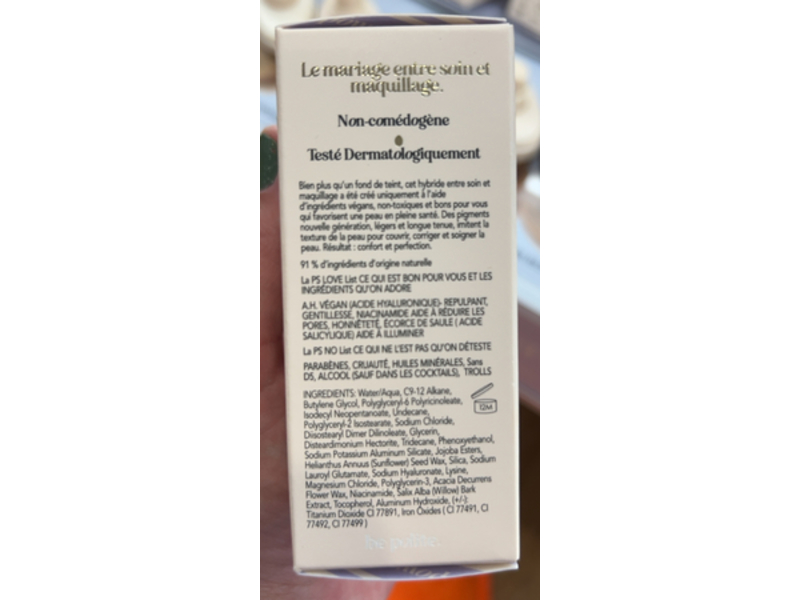 Le mariage entre soin et
maquillage.
Non-comédogène
Testé Dermatologiquement
Bien plus qu'un fond de teint, cet hybride entre soin et
maquillage a été créé uniquement à l'aide
d'ingrédients végans, non-toxiques et bons pour vous
qui favorisent une peau en pleine santé. Des pigments
nouvelle génération, légers et longue tenue, imitent la
texture de la peau pour couvrir, corriger et soigner la
peau. Résultat : confort et perfection.
91 % d'ingrédients d'origine naturelle
La PS LOVE List CE QUI EST BON POUR VOUS ET LES
INGRÉDIENTS QU'ON ADORE
A.H. VÉGAN (ACIDE HYALURONIQUE)- REPULPANT,
GENTILLESSE, NIACINAMIDE AIDE À RÉDUIRE LES
PORES, HONNÊTETÉ, ÉCORCE DE SAULE ( ACIDE
SALICYLIQUE) AIDE À ILLUMINER
La PS NO List CE QUI NE L'EST PAS QU'ON DÉTESTE
PARABÈNES, CRUAUTÉ, HUILES MINÉRALES, Sans
D5, ALCOOL (SAUF DANS LES COCKTAILS), TROLLS
INGREDIENTS: Water/Aqua, C9-12 Alkane,
Butylene Glycol, Polyglyceryl-6 Polyricinoleate,
Isodecyl Neopentanoate, Undecane,
Polyglyceryl-2 Isostearate, Sodium Chloride,
Diisostearyl Dimer Dilinoleate, Glycerin,
Disteardimonium Hectorite, Tridecane, Phenoxyethanol,
Sodium Potassium Aluminum Silicate, Jojoba Esters,
Helianthus Annuus (Sunflower) Seed Wax, Silica, Sodium
Lauroyl Glutamate, Sodium Hyaluronate, Lysine,
Magnesium Chloride, Polyglycerin-3, Acacia Decurrens
Flower Wax, Niacinamide, Salix Alba (Willow) Bark
Extract, Tocopherol, Aluminum Hydroxide, (+/-):
Titanium Dioxide CI 77891, Iron Oxides ( CI 77491, CI
77492, CI 77499 )
12M